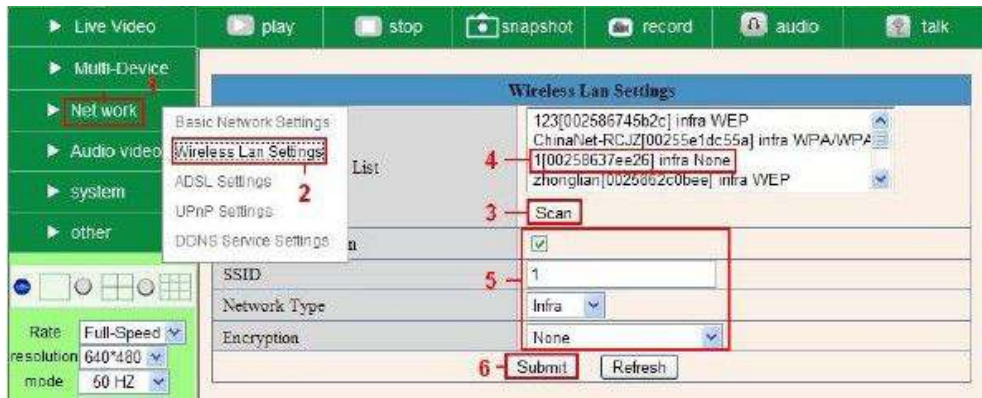 Live Video play stop snapshot record audio talk
Multi-Device
1
Net work
Wireless Lan Settings
Basic Network Settings
Wireless Lan Settings
2
ADSL Settings
UPnP Settings
DDNS Service Settings
Audio video
system
other
List
123[002586745b2c] infra WEP
ChinaNet-RCJZ[00255e1dc55a] infra WPA/WPA
4
1[00258637ee26] infra None
zhonglian[0025862c0bee] infra WEP
3
Scan
n
5
SSID 1
Network Type Infra
Encryption None
6 Submit Refresh
Rate Full-Speed
resolution 640*480
mode 50 HZ